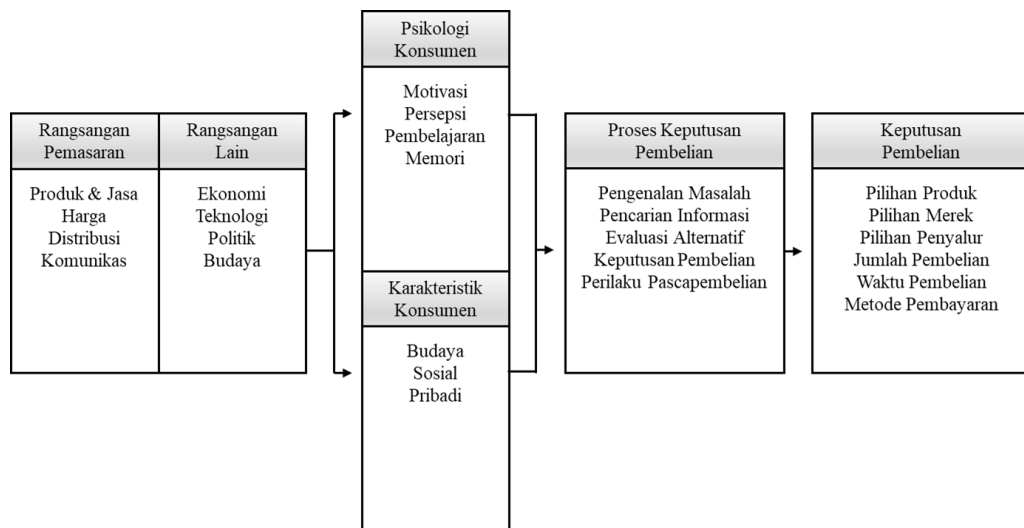 Rangsangan
Pemasaran
Produk & Jasa
Harga
Distribusi
Komunikas
Rangsangan
Lain
Ekonomi
Teknologi
Politik
Budaya
Psikologi
Konsumen
Motivasi
Persepsi
Pembelajaran
Memori
Karakteristik
Konsumen
Budaya
Sosial
Pribadi
Proses Keputusan
Pembelian
Pengenalan Masalah
Pencarian Informasi
Evaluasi Alternatif
Keputusan Pembelian
Perilaku Pascapembelian
Keputusan
Pembelian
Pilihan Produk
Pilihan Merek
Pilihan Penyalur
Jumlah Pembelian
Waktu Pembelian
Metode Pembayaran